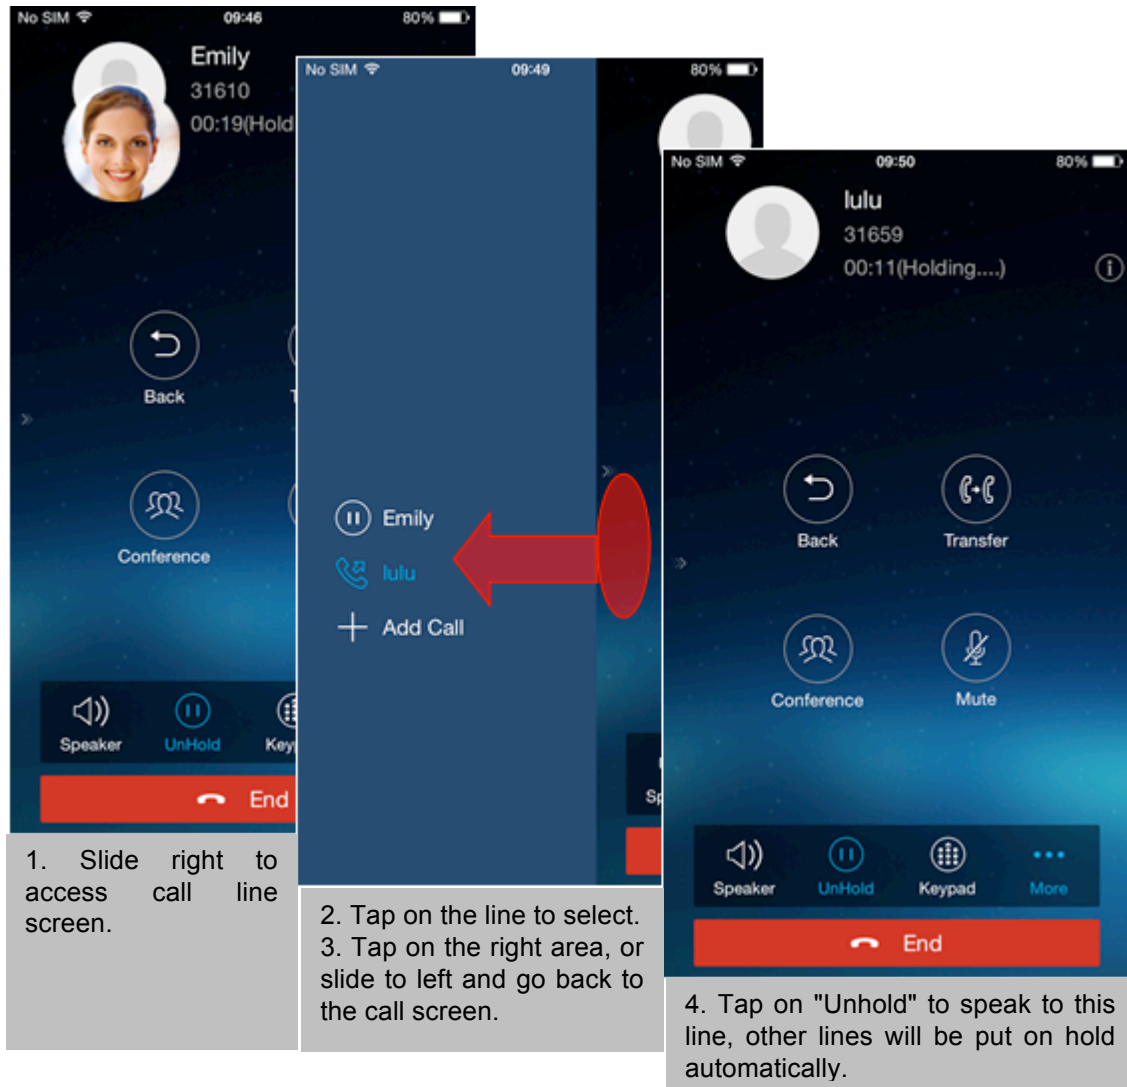 No SIM 09:46 80%
Emily
31610
00:19(Hold
Back
T
Conference
Speaker UnHold Key
End
1. Slide right to
access call line
screen.
No SIM 09:49 80%
Emily
lulu
Add Call
Sp
2. Tap on the line to select.
3. Tap on the right area, or
slide to left and go back to
the call screen.
No SIM 09:50 80%
lulu
31659
00:11(Holding....)
Back Transfer
Conference Mute
Speaker UnHold Keypad More
End
4. Tap on "Unhold" to speak to this
line, other lines will be put on hold
automatically.